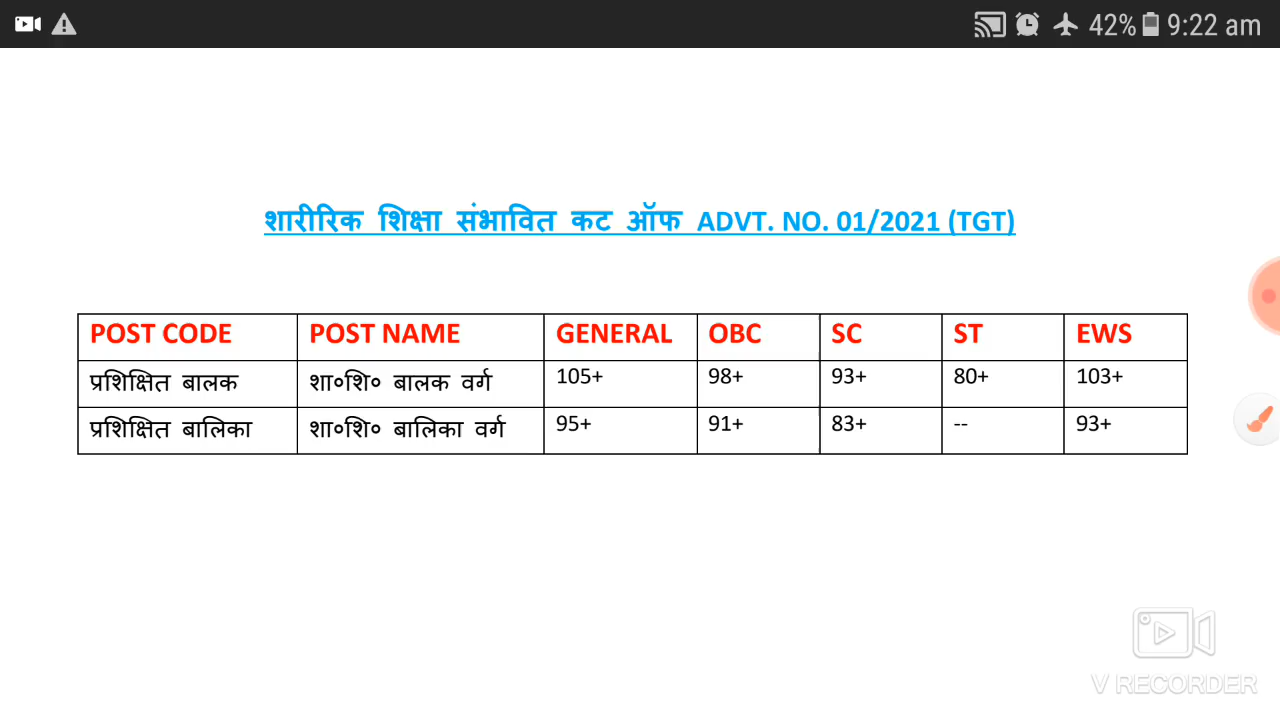 42% 9:22 am
शारीरिक शिक्षा संभावित कट ऑफ ADVT. NO. 01/2021 (TGT)
POST CODE POST NAME GENERAL OBC SC ST EWS
प्रशिक्षित बालक शा०शि० बालक वर्ग 105+ 98+ 93+ 80+ 103+
प्रशिक्षित बालिका शा०शि० बालिका वर्ग 95+ 91+ 83+ -- 93+
V RECORDER